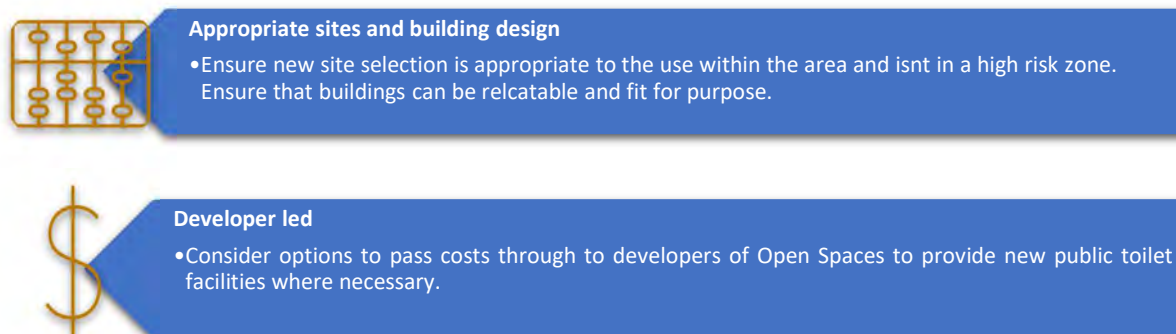 Appropriate sites and building design
•Ensure new site selection is appropriate to the use within the area and isnt in a high risk zone.
Ensure that buildings can be relcatable and fit for purpose.
Developer led
•Consider options to pass costs through to developers of Open Spaces to provide new public toilet
facilities where necessary.